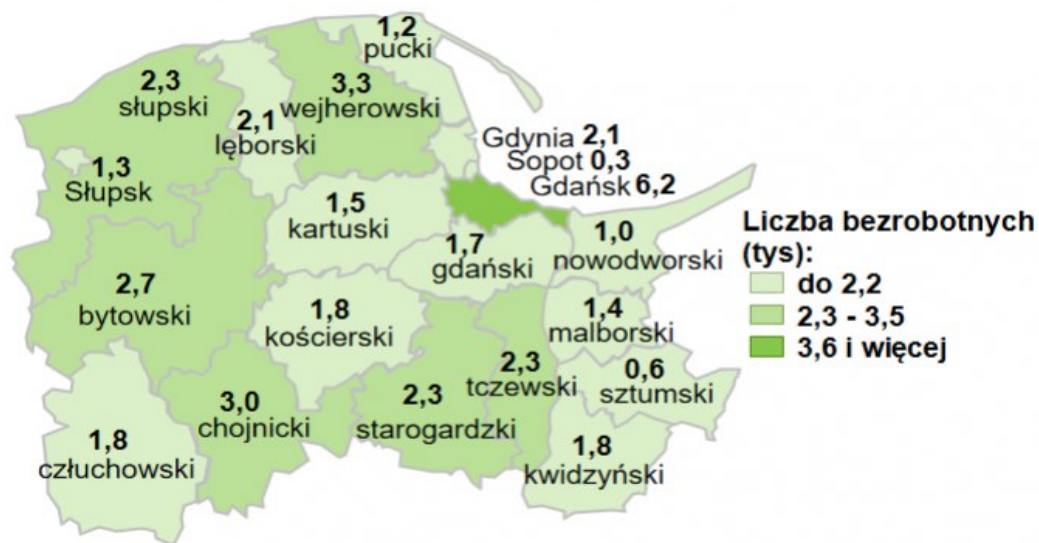 1,2
pucki
2,3
słupski
3,3
wejherowski
2,1
lęborski
Gdynia 2,1
Sopot 0,3
Gdańsk 6,2
1,3
Słupsk
1,5
kartuski
1,7
gdański
1,0
nowodworski
2,7
bytowski
1,8
kościerski
1,4
malborski
2,3
tczewski
0,6
sztumski
3,0
chojnicki
2,3
starogardzki
1,8
człuchowski
1,8
kwidzyński
Liczba bezrobotnych
(tys):
do 2,2
2,3 - 3,5
3,6 i więcej